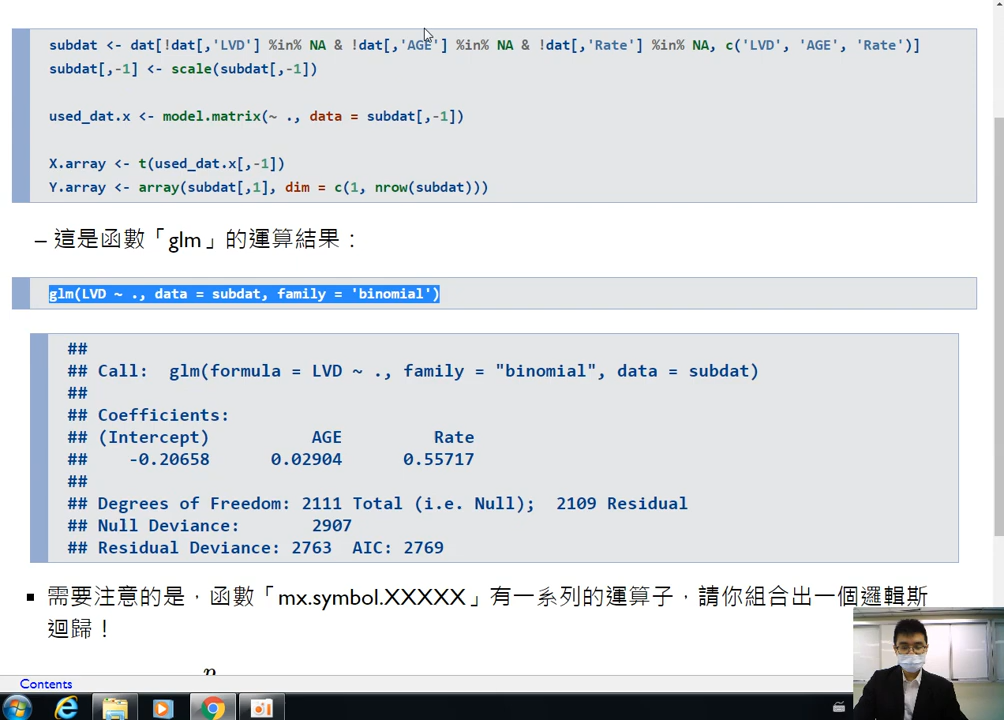 subdat <- dat[!dat[,'LVD'] %in% NA & !dat[,'AGE'] %in% NA & !dat[,'Rate'] %in% NA, c('LVD', 'AGE', 'Rate')]
subdat[,-1] <- scale(subdat[,-1])
used_dat.x <- model.matrix(~ ., data = subdat[,-1])
X.array <- t(used_dat.x[,-1])
Y.array <- array(subdat[,1], dim = c(1, nrow(subdat)))
– 這是函數「glm」的運算結果：
glm(LVD ~ ., data = subdat, family = 'binomial')
##
## Call:  glm(formula = LVD ~ ., family = "binomial", data = subdat)
##
## Coefficients:
## (Intercept)          AGE         Rate
##    -0.20658      0.02904      0.55717
##
## Degrees of Freedom: 2111 Total (i.e. Null);  2109 Residual
## Null Deviance:       2907
## Residual Deviance: 2763  AIC: 2769
▪ 需要注意的是，函數「mx.symbol.XXXXX」有一系列的運算子，請你組合出一個邏輯斯
迴歸！
n
Contents